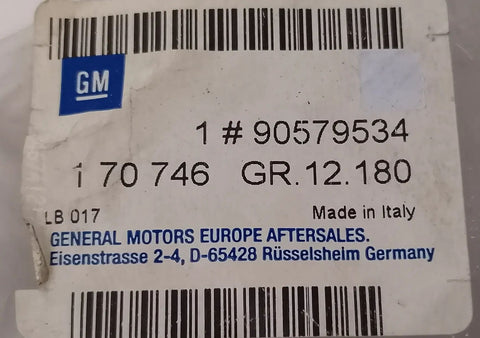 GM
1 # 90579534
1 70 746 GR.12.180
LB 017 Made in Italy
GENERAL MOTORS EUROPE AFTERSALES.
Eisenstrasse 2-4, D-65428 Rüsselsheim Germany